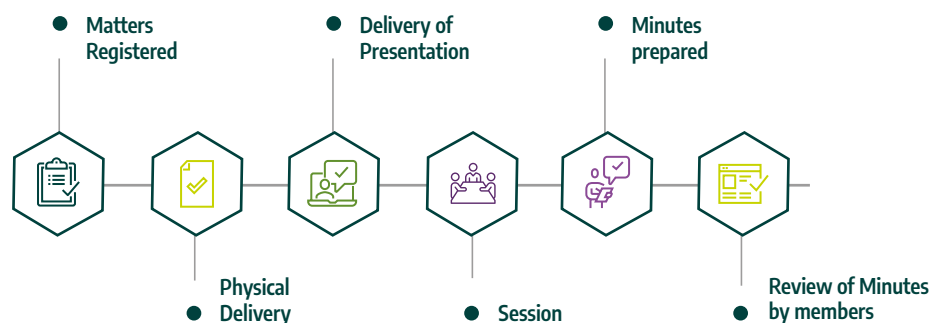 Matters
Registered
Delivery of
Presentation
Minutes
prepared
Physical
Delivery
Session
Review of Minutes
by members